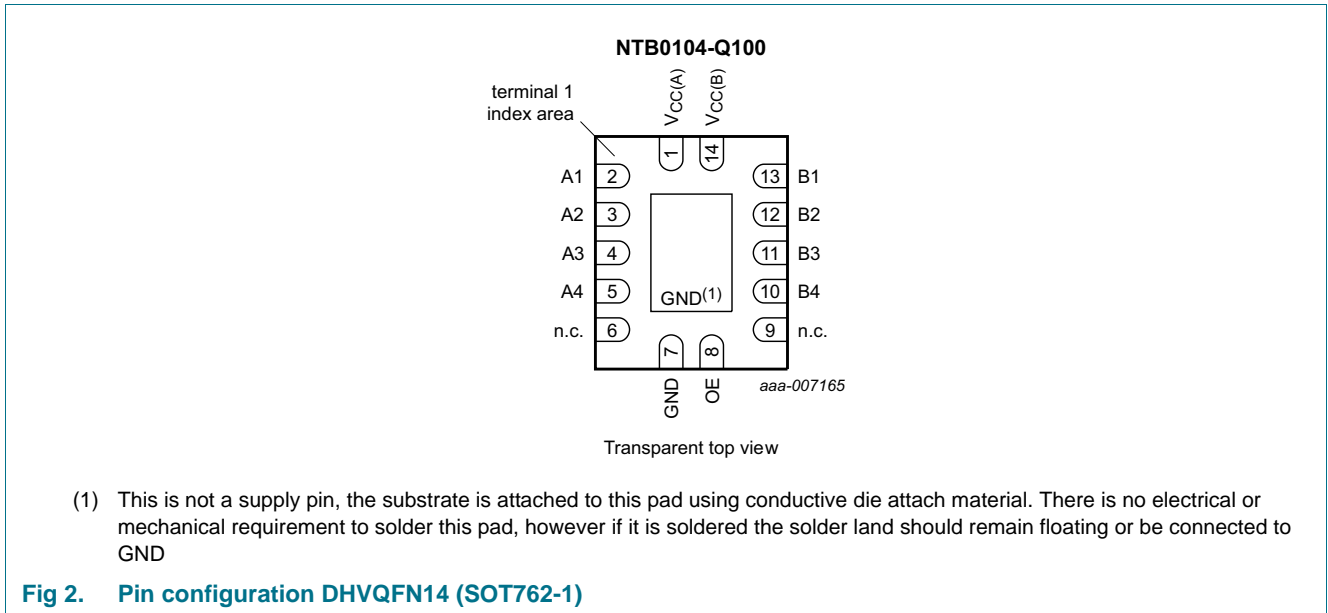 NTB0104-Q100
terminal 1
index area
VCC(A)
VCC(B)
1
14
A1 2
13 B1
A2 3
12 B2
A3 4
11 B3
A4 5
10 B4
GND(1)
n.c. 6
9 n.c.
7
8
GND
OE
aaa-007165
Transparent top view
(1) This is not a supply pin, the substrate is attached to this pad using conductive die attach material. There is no electrical or
mechanical requirement to solder this pad, however if it is soldered the solder land should remain floating or be connected to
GND
Fig 2. Pin configuration DHVQFN14 (SOT762-1)